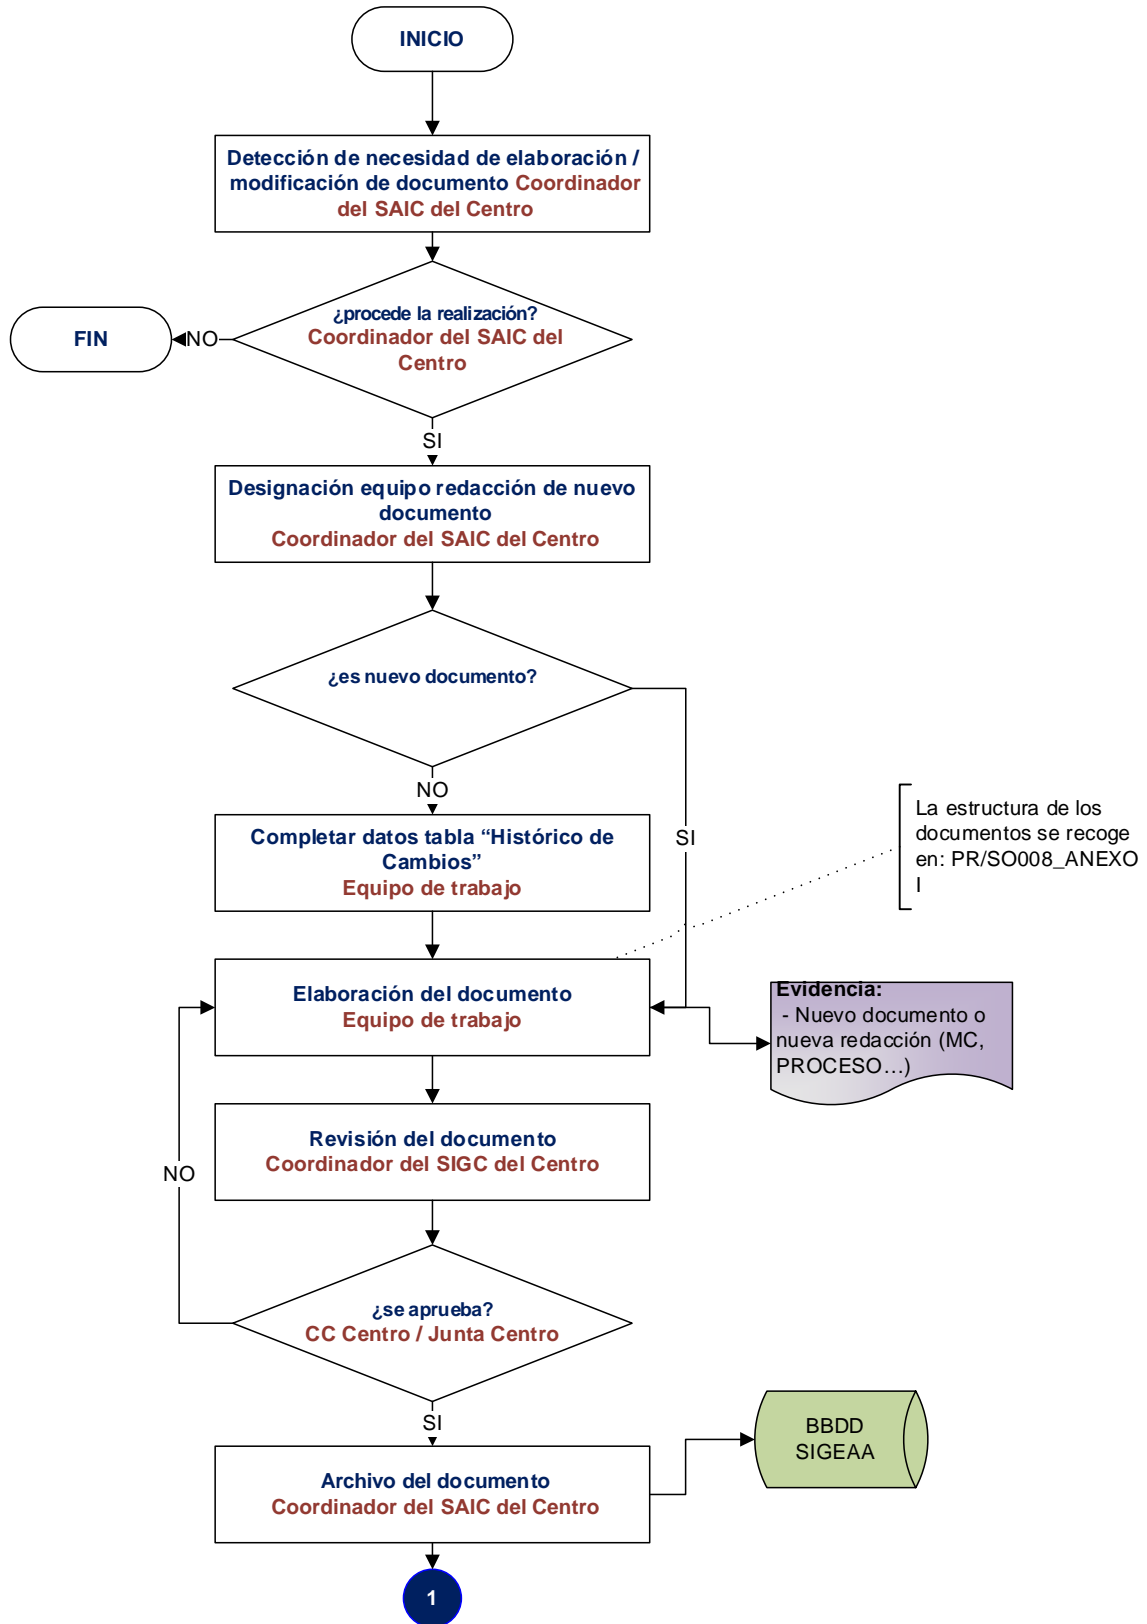 INICIO
Detección de necesidad de elaboración /
modificación de documento Coordinador
del SAIC del Centro
¿procede la realización?
Coordinador del SAIC del
Centro
NO
FIN
SI
Designación equipo redacción de nuevo
documento
Coordinador del SAIC del Centro
¿es nuevo documento?
NO
SI
Completar datos tabla “Histórico de
Cambios”
Equipo de trabajo
La estructura de los
documentos se recoge
en: PR/SO008_ANEXO
I
Elaboración del documento
Equipo de trabajo
Evidencia:
- Nuevo documento o
nueva redacción (MC,
PROCESO…)
Revisión del documento
Coordinador del SIGC del Centro
NO
¿se aprueba?
CC Centro / Junta Centro
SI
Archivo del documento
Coordinador del SAIC del Centro
BBDD
SIGEAA
1